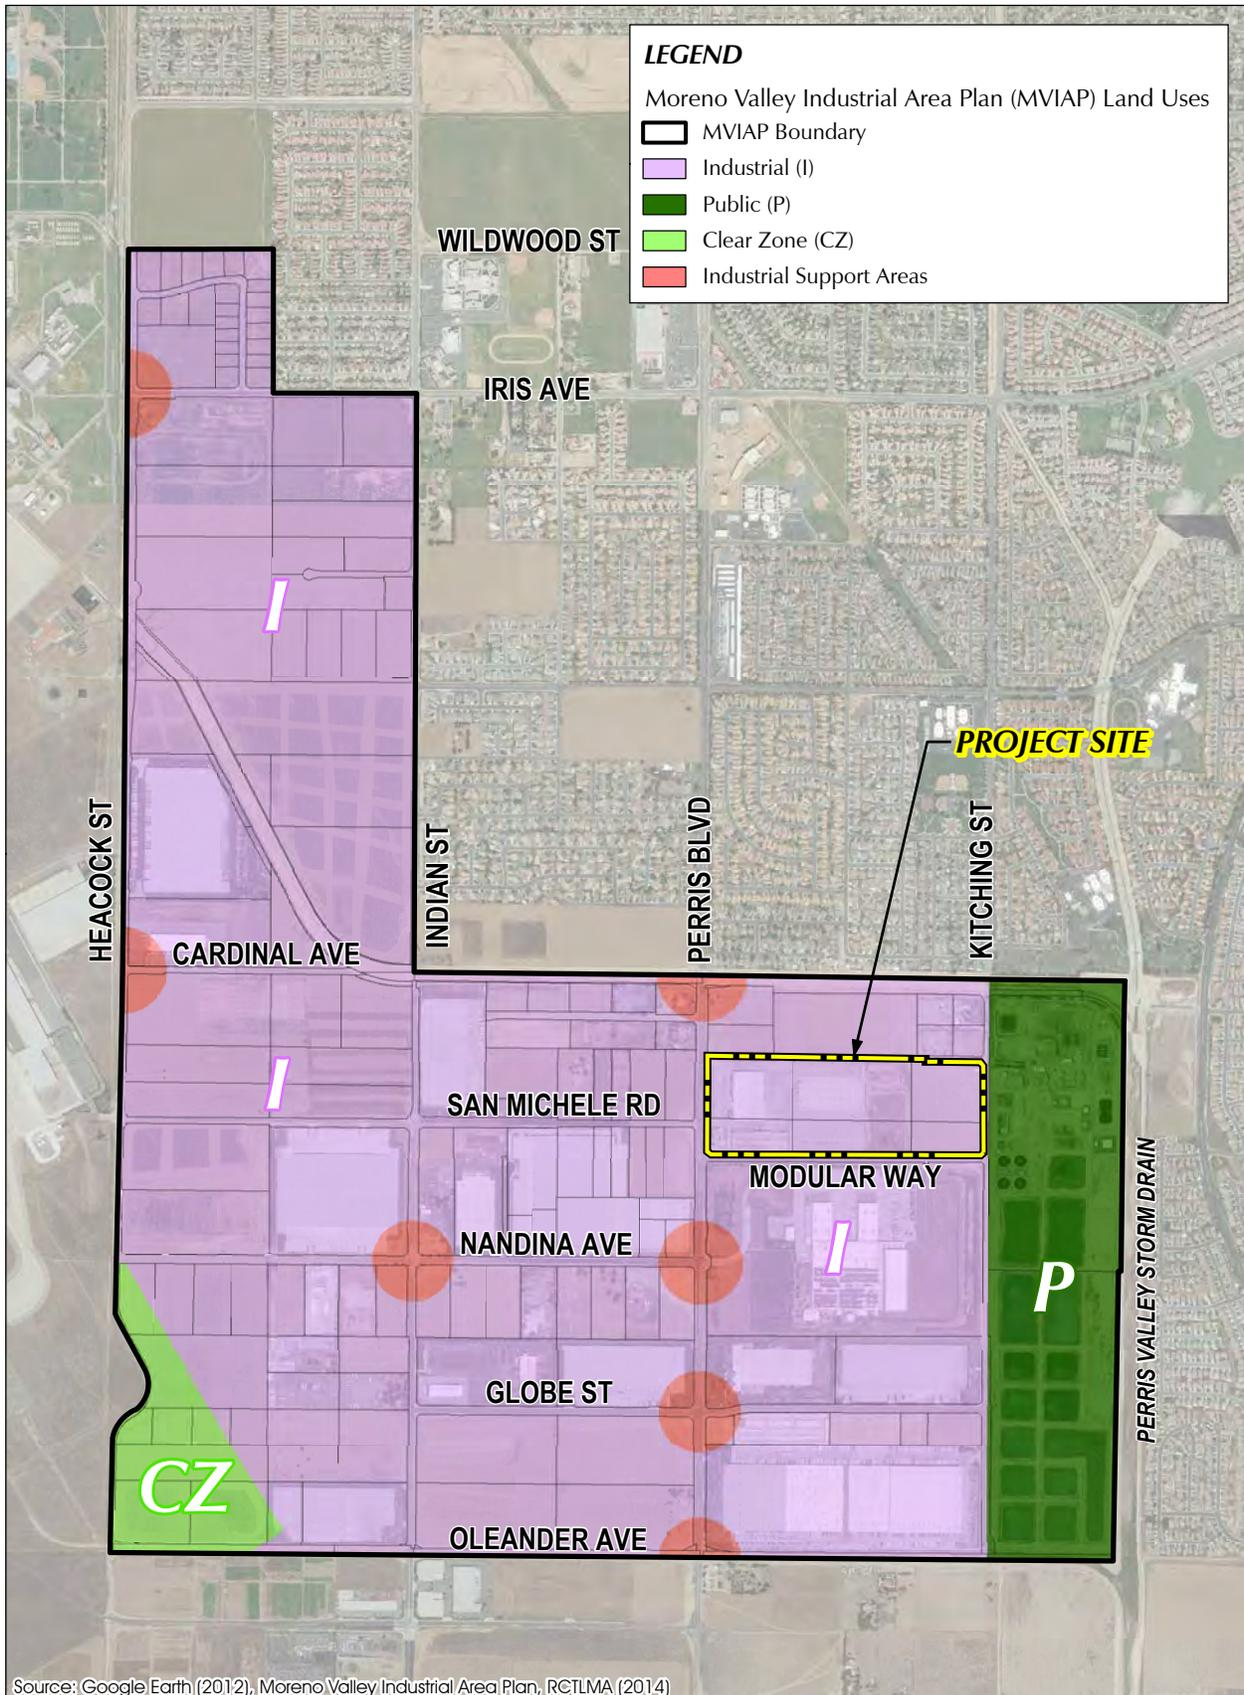 LEGEND
Moreno Valley Industrial Area Plan (MVIAP) Land Uses
MVIAP Boundary
Industrial (I)
Public (P)
Clear Zone (CZ)
Industrial Support Areas
WILDWOOD ST
IRIS AVE
I
PROJECT SITE
HEACOCK ST
INDIAN ST
PERRIS BLVD
KITCHING ST
CARDINAL AVE
I
SAN MICHELE RD
MODULAR WAY
NANDINA AVE
I
P
PERRIS VALLEY STORM DRAIN
GLOBE ST
CZ
OLEANDER AVE
Source: Google Earth (2012), Moreno Valley Industrial Area Plan, RCTLMA (2014)